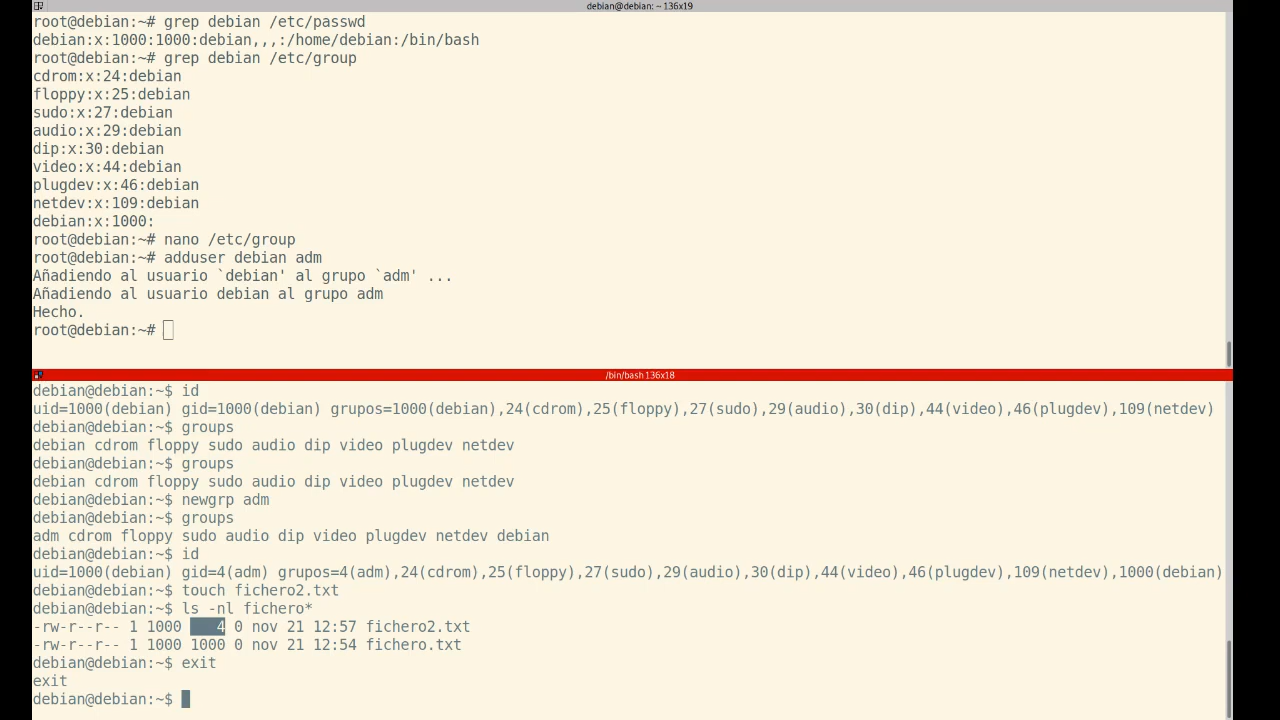 debian@debian: ~ 136x19
root@debian:~# grep debian /etc/passwd
debian:x:1000:1000:debian,,,:/home/debian:/bin/bash
root@debian:~# grep debian /etc/group
cdrom:x:24:debian
floppy:x:25:debian
sudo:x:27:debian
audio:x:29:debian
dip:x:30:debian
video:x:44:debian
plugdev:x:46:debian
netdev:x:109:debian
debian:x:1000:
root@debian:~# nano /etc/group
root@debian:~# adduser debian adm
Añadiendo al usuario `debian' al grupo `adm' ...
Añadiendo al usuario debian al grupo adm
Hecho.
root@debian:~#
/bin/bash 136x18
debian@debian:~$ id
uid=1000(debian) gid=1000(debian) grupos=1000(debian),24(cdrom),25(floppy),27(sudo),29(audio),30(dip),44(video),46(plugdev),109(netdev)
debian@debian:~$ groups
debian cdrom floppy sudo audio dip video plugdev netdev
debian@debian:~$ groups
debian cdrom floppy sudo audio dip video plugdev netdev
debian@debian:~$ newgrp adm
debian@debian:~$ groups
adm cdrom floppy sudo audio dip video plugdev netdev debian
debian@debian:~$ id
uid=1000(debian) gid=4(adm) grupos=4(adm),24(cdrom),25(floppy),27(sudo),29(audio),30(dip),44(video),46(plugdev),109(netdev),1000(debian)
debian@debian:~$ touch fichero2.txt
debian@debian:~$ ls -nl fichero*
-rw-r--r-- 1 1000    4 0 nov 21 12:57 fichero2.txt
-rw-r--r-- 1 1000 1000 0 nov 21 12:54 fichero.txt
debian@debian:~$ exit
exit
debian@debian:~$